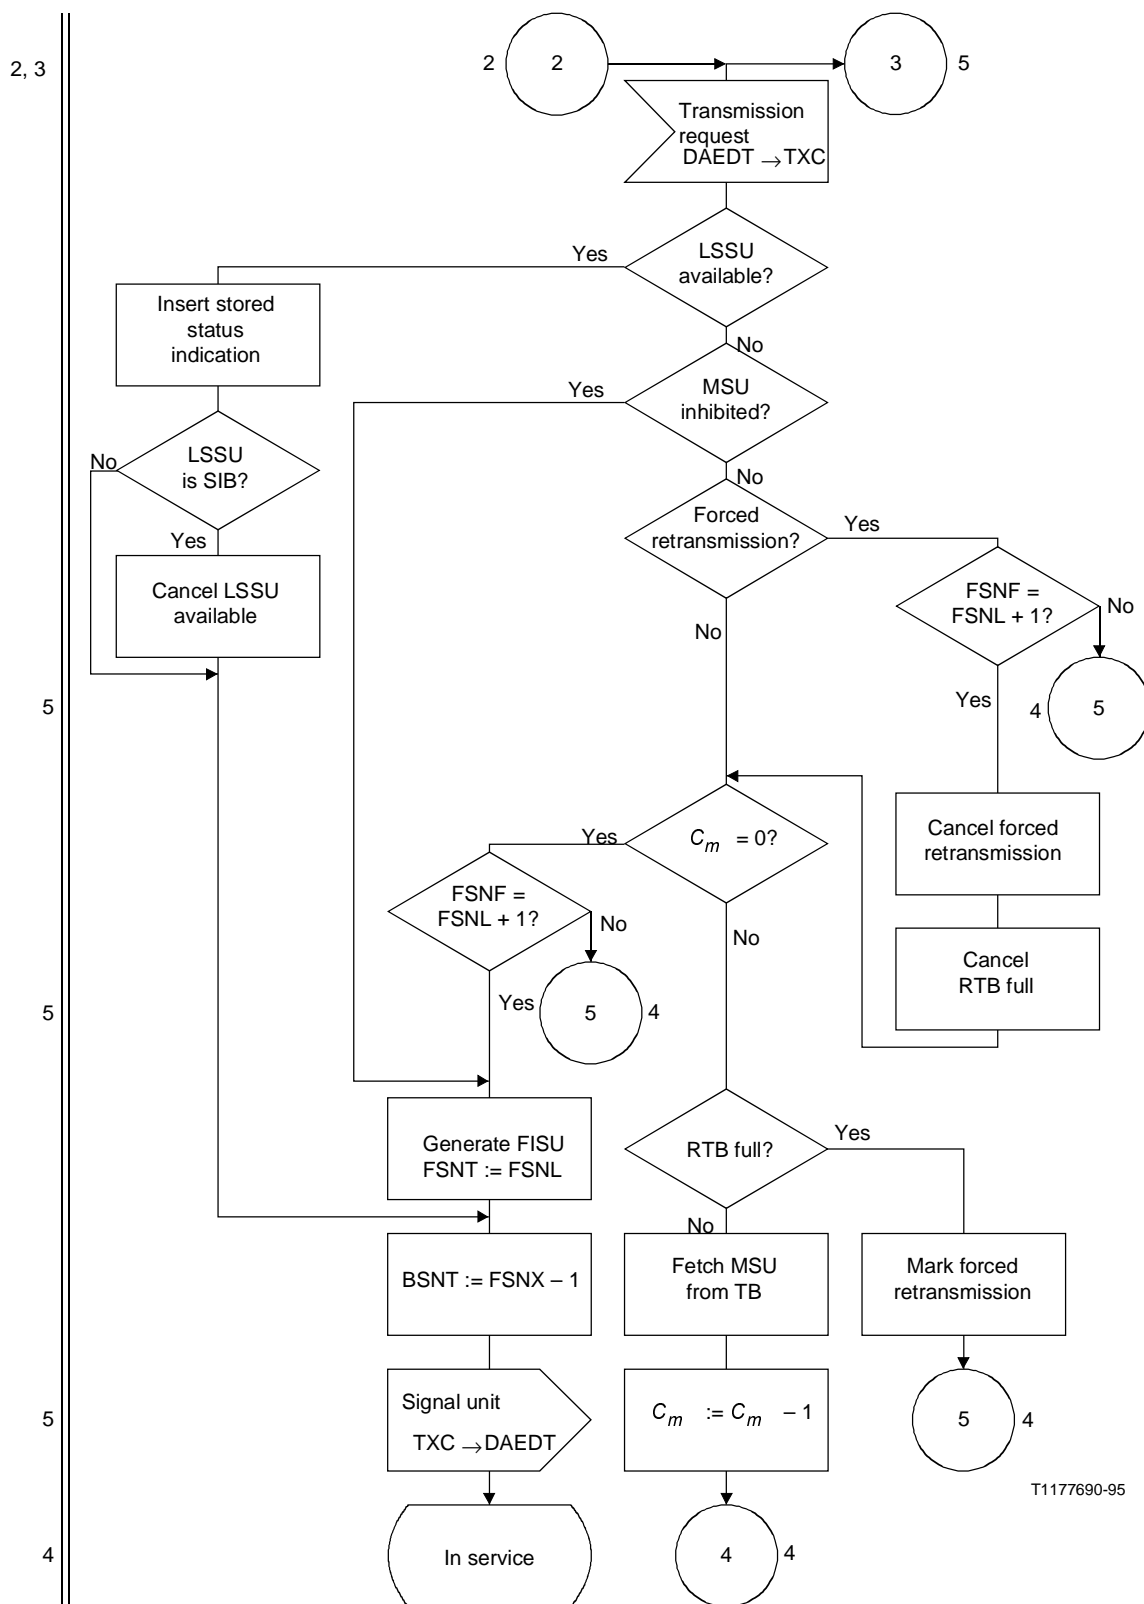 2, 3
2
2
3
5
Transmission
request
DAEDT → TXC
LSSU
available?
Yes
No
Insert stored
status
indication
MSU
inhibited?
Yes
No
LSSU
is SIB?
No
Yes
Forced
retransmission?
Yes
No
Cancel LSSU
available
FSNF =
FSNL + 1?
No
Yes
5
4
5
Cm = 0?
Yes
No
Cancel forced
retransmission
FSNF =
FSNL + 1?
No
Yes
Cancel
RTB full
5
5
4
Generate FISU
FSNT := FSNL
RTB full?
Yes
No
BSNT := FSNX – 1
Fetch MSU
from TB
Mark forced
retransmission
5
Signal unit
TXC → DAEDT
Cm := Cm – 1
5
4
T1177690-95
4
In service
4
4